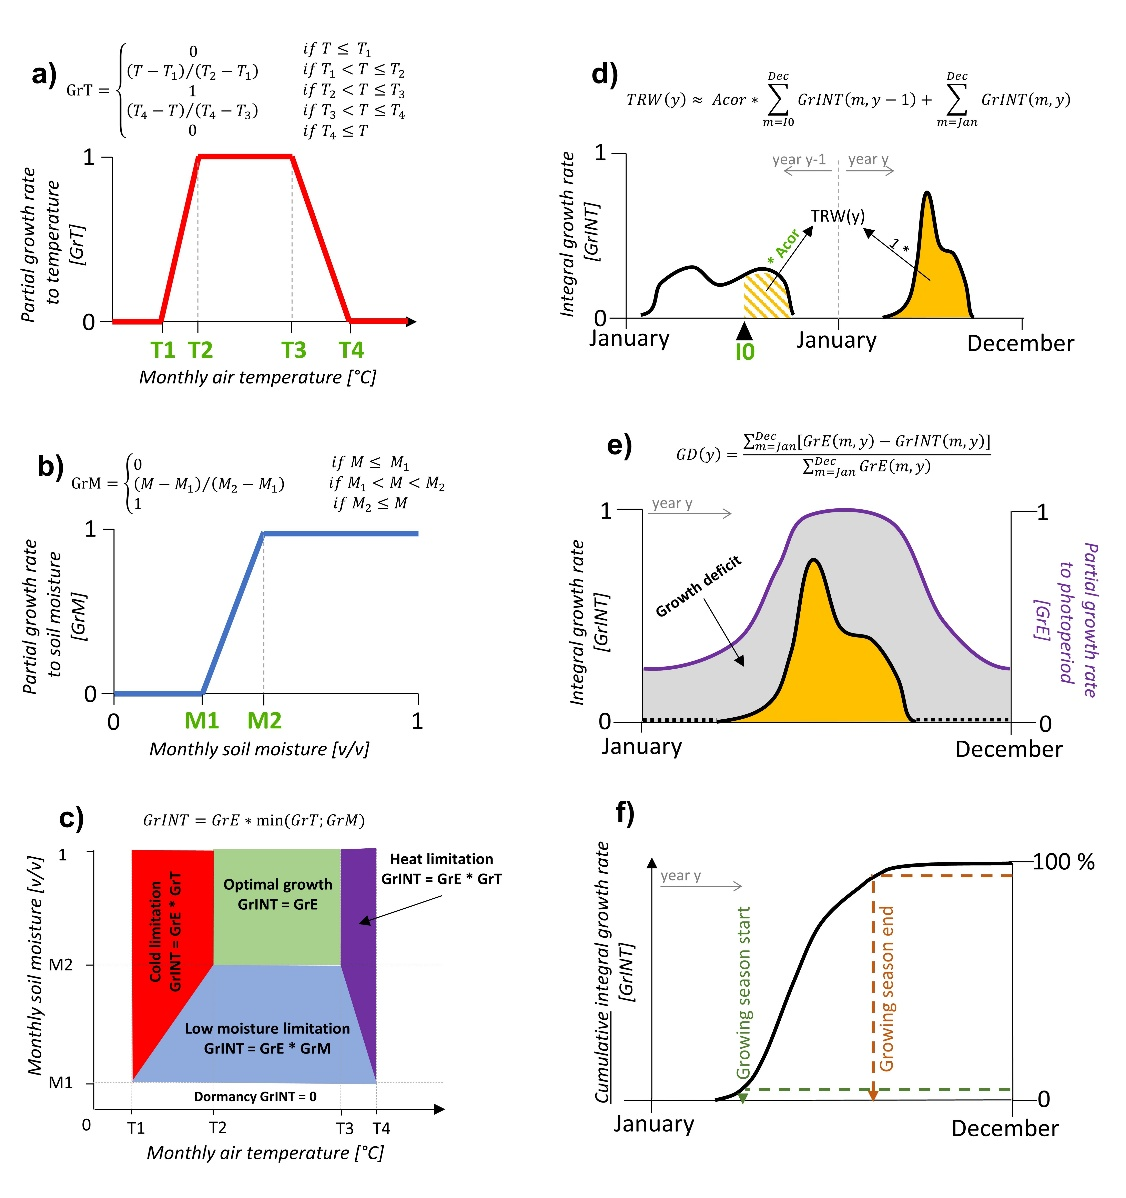 a)
GrT =
0 if T ≤ T₁
(T − T₁)/(T₂ − T₁) if T₁ < T ≤ T₂
1 if T₂ < T ≤ T₃
(T₄ − T)/(T₄ − T₃) if T₃ < T ≤ T₄
0 if T₄ ≤ T
Partial growth rate
to temperature
[GrT]
1
0
T1 T2 T3 T4
Monthly air temperature [°C]
b)
GrM =
0 if M ≤ M₁
(M − M₁)/(M₂ − M₁) if M₁ < M < M₂
1 if M₂ ≤ M
Partial growth rate
to soil moisture
[GrM]
1
0
0 M1 M2 1
Monthly soil moisture [v/v]
c)
GrINT = GrE * min(GrT; GrM)
Monthly soil moisture [v/v]
1
M2
M1
0
Cold limitation
GrINT = GrE * GrT
Optimal growth
GrINT = GrE
Heat limitation
GrINT = GrE * GrT
Low moisture limitation
GrINT = GrE * GrM
Dormancy GrINT = 0
T1 T2 T3 T4
Monthly air temperature [°C]
d)
TRW(y) ≈ Acor * ∑ GrINT(m, y − 1) + ∑ GrINT(m, y)
Dec Dec
m=I0 m=Jan
Integral growth rate
[GrINT]
1
0
year y-1 year y
TRW(y)
* Acor
1 *
January January December
I0
e)
GD(y) = ∑ᴰᵉᶜₘ₌Jan[GrE(m, y) − GrINT(m, y)]
∑ᴰᵉᶜₘ₌Jan GrE(m, y)
Integral growth rate
[GrINT]
1
0
year y
Growth deficit
1
0
Partial growth rate
to photoperiod
[GrE]
January December
f)
Cumulative integral growth rate
[GrINT]
year y
Growing season start
Growing season end
100 %
0
January December